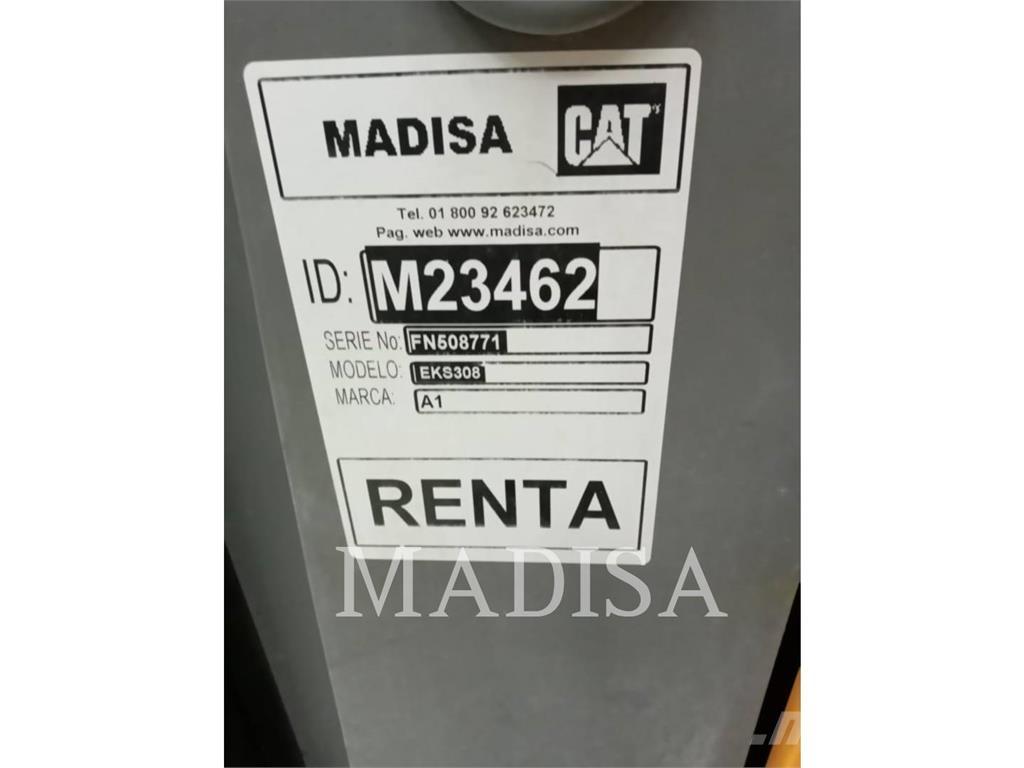 MADISA CAT
Tel. 01 800 92 623472
Pag. web www.madisa.com
ID: M23462
SERIE No: FN508771
MODELO: EKS308
MARCA: A1
RENTA
MADISA